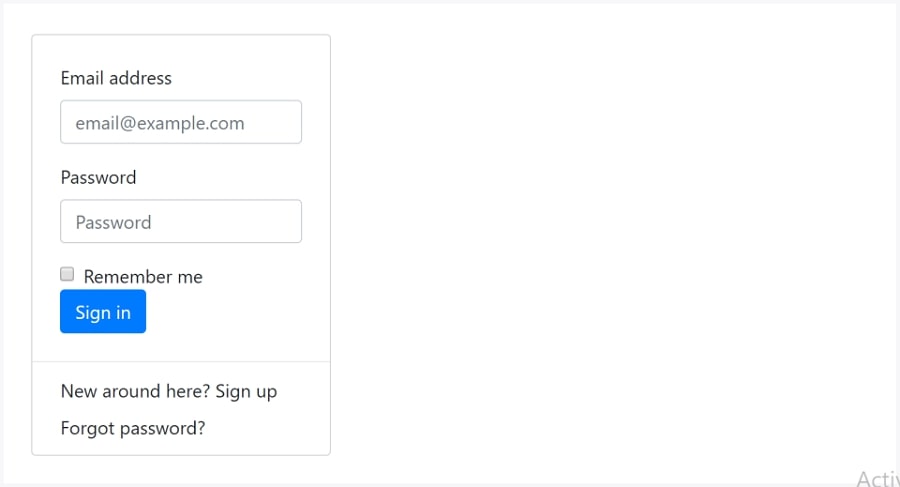 Email address
email@example.com
Password
Password
Remember me
Sign in
New around here? Sign up
Forgot password?
Activ